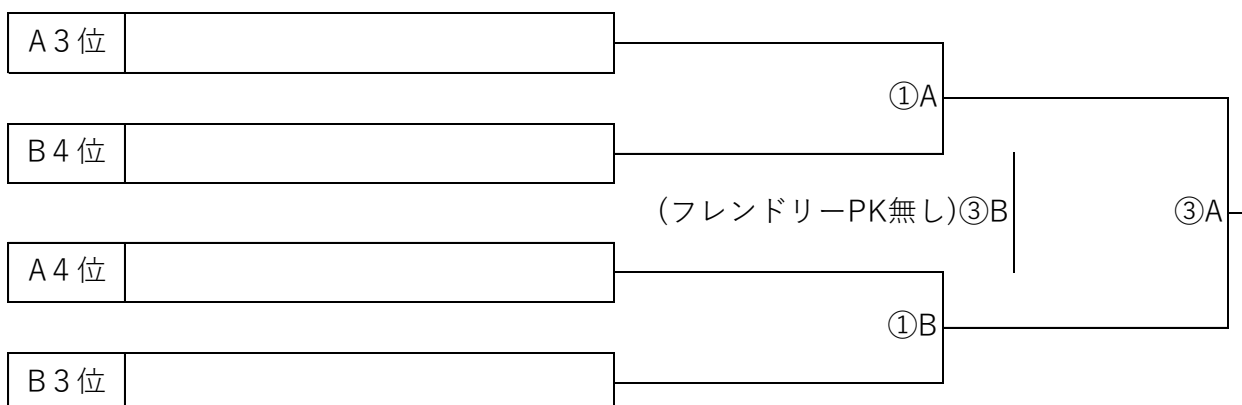 A3位
①A
B4位
(フレンドリーPK無し)③B
③A
A4位
①B
B3位